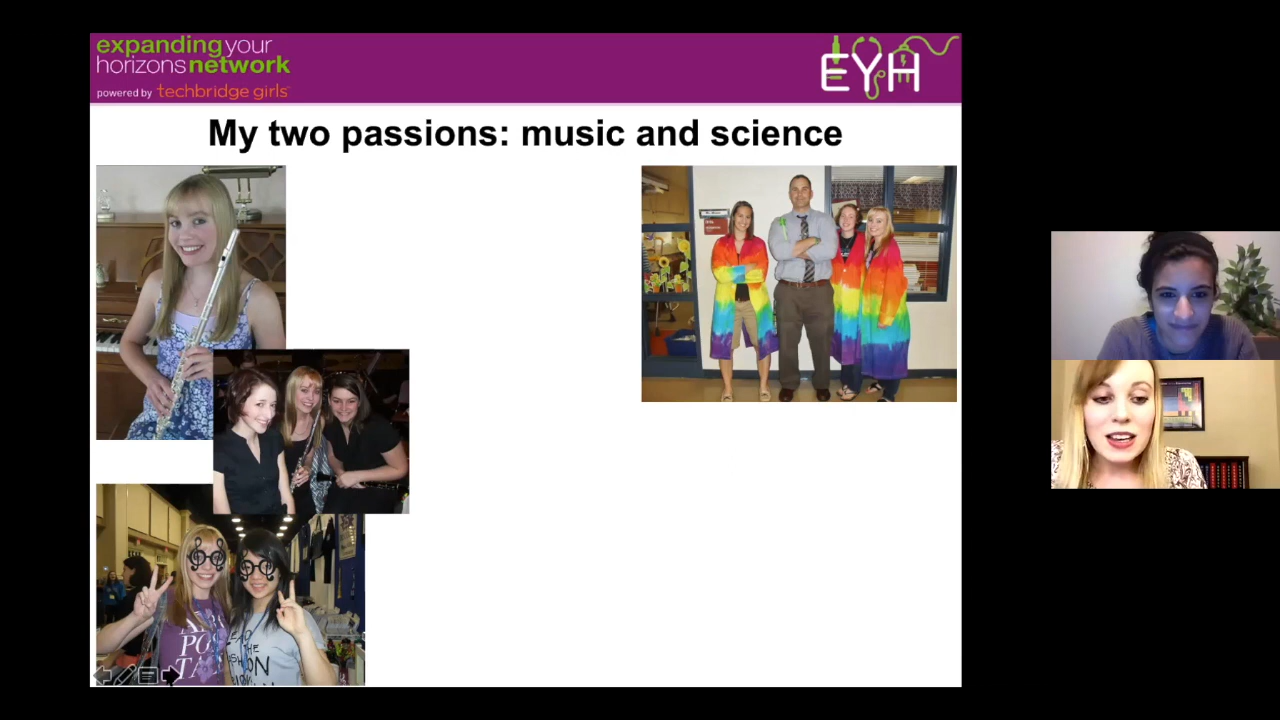 expanding your
horizons network
powered by techbridge girls
EYH
My two passions: music and science